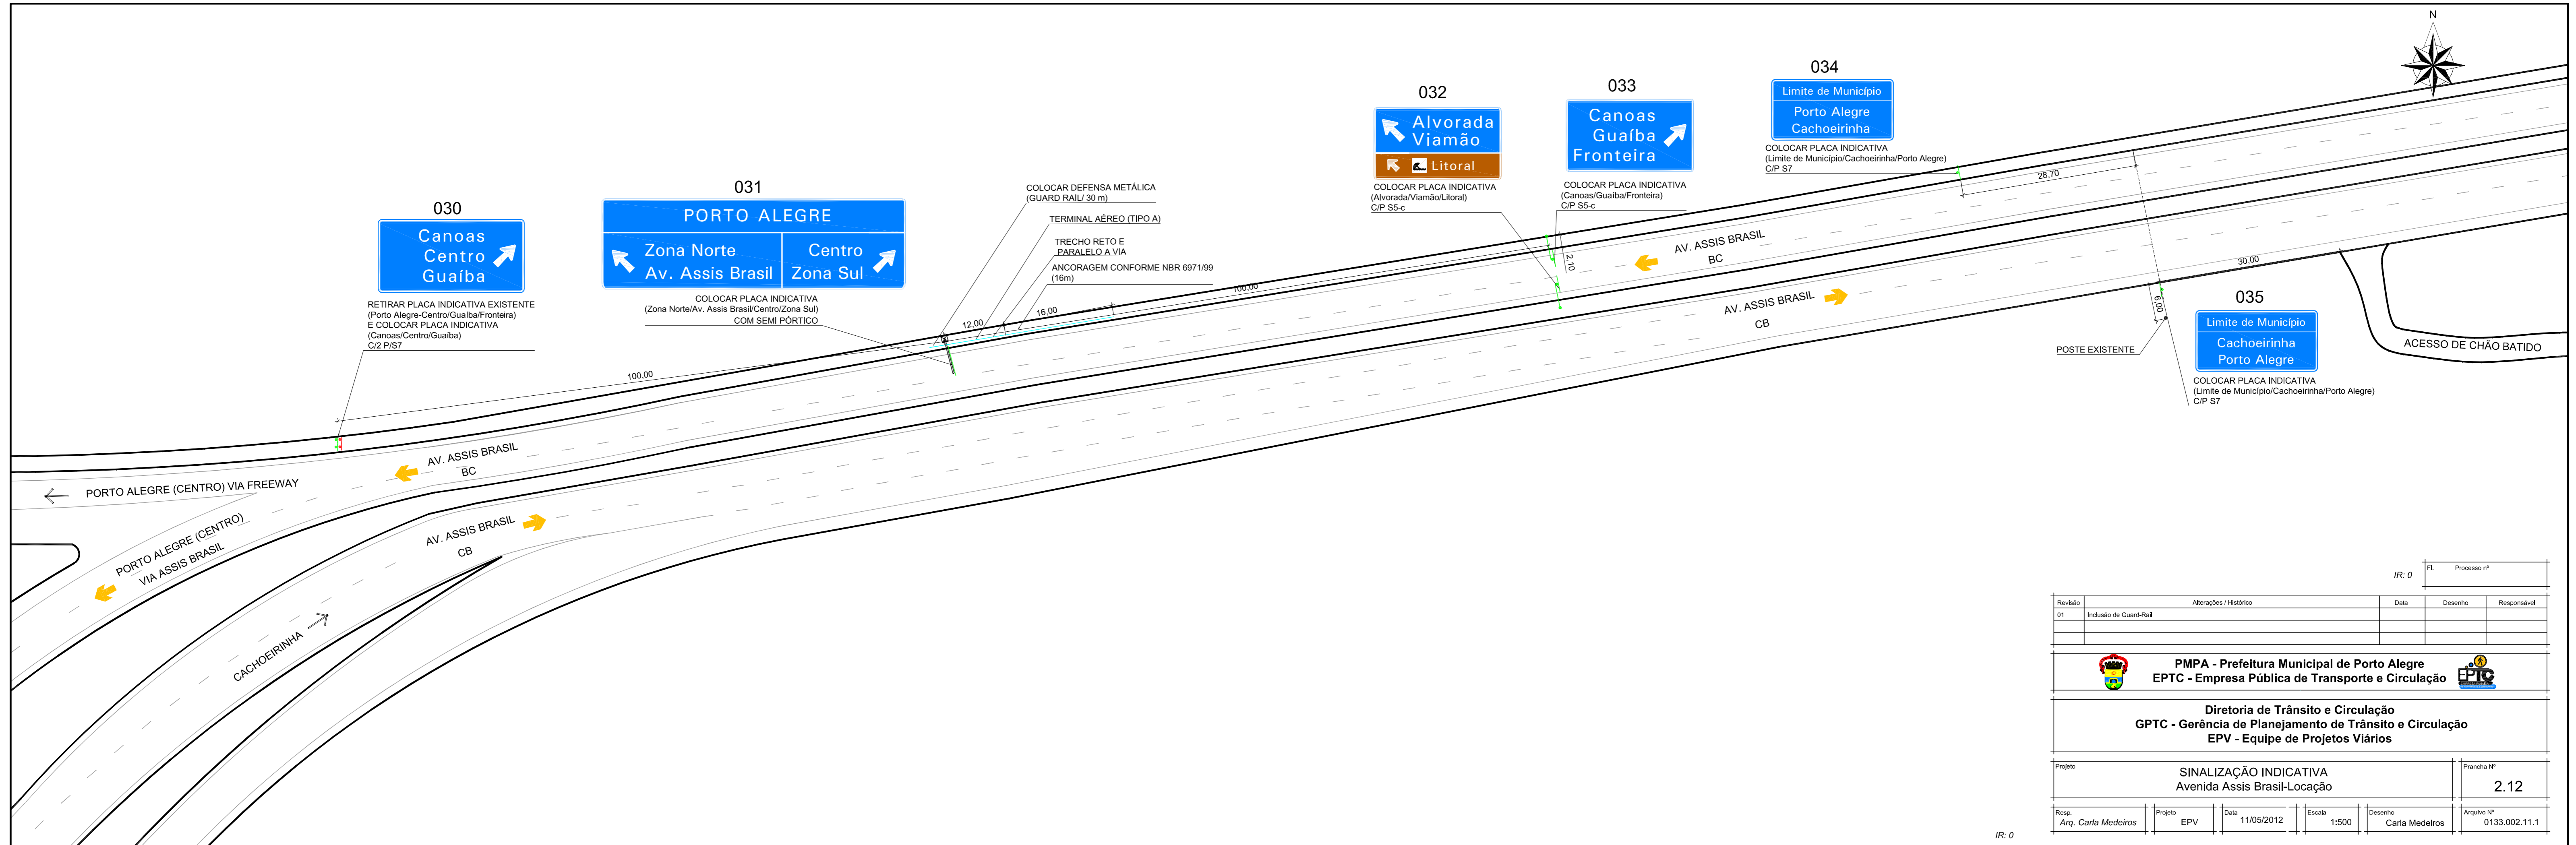 N
030
Canoas
Centro
Guaíba
RETIRAR PLACA INDICATIVA EXISTENTE
(Porto Alegre-Centro/Guaíba/Fronteira)
E COLOCAR PLACA INDICATIVA
(Canoas/Centro/Guaíba)
C/2 P/S7
031
PORTO ALEGRE
Zona Norte
Av. Assis Brasil
Centro
Zona Sul
COLOCAR PLACA INDICATIVA
(Zona Norte/Av. Assis Brasil/Centro/Zona Sul)
COM SEMI PÓRTICO
COLOCAR DEFENSA METÁLICA
(GUARD RAIL/ 30 m)
TERMINAL AÉREO (TIPO A)
TRECHO RETO E
PARALELO A VIA
ANCORAGEM CONFORME NBR 6971/99
(16m)
032
Alvorada
Viamão
Litoral
COLOCAR PLACA INDICATIVA
(Alvorada/Viamão/Litoral)
C/P S5-c
033
Canoas
Guaíba
Fronteira
COLOCAR PLACA INDICATIVA
(Canoas/Guaíba/Fronteira)
C/P S5-c
034
Limite de Município
Porto Alegre
Cachoeirinha
COLOCAR PLACA INDICATIVA
(Limite de Município/Cachoeirinha/Porto Alegre)
C/P S7
035
Limite de Município
Cachoeirinha
Porto Alegre
COLOCAR PLACA INDICATIVA
(Limite de Município/Cachoeirinha/Porto Alegre)
C/P S7
100,00
12,00
16,00
100,00
2,10
28,70
30,00
6,00
POSTE EXISTENTE
ACESSO DE CHÃO BATIDO
AV. ASSIS BRASIL
BC
AV. ASSIS BRASIL
CB
AV. ASSIS BRASIL
BC
PORTO ALEGRE (CENTRO) VIA FREEWAY
PORTO ALEGRE (CENTRO)
VIA ASSIS BRASIL
AV. ASSIS BRASIL
CB
CACHOEIRINHA
IR: 0
Fl. Processo nº
Revisão Alterações / Histórico Data Desenho Responsável
01 Inclusão de Guard-Rail
PMPA - Prefeitura Municipal de Porto Alegre
EPTC - Empresa Pública de Transporte e Circulação
EPTC
Diretoria de Trânsito e Circulação
GPTC - Gerência de Planejamento de Trânsito e Circulação
EPV - Equipe de Projetos Viários
Projeto
SINALIZAÇÃO INDICATIVA
Avenida Assis Brasil-Locação
Prancha Nº
2.12
Resp.
Arq. Carla Medeiros
Projeto
EPV
Data
11/05/2012
Escala
1:500
Desenho
Carla Medeiros
Arquivo Nº
0133.002.11.1
IR: 0